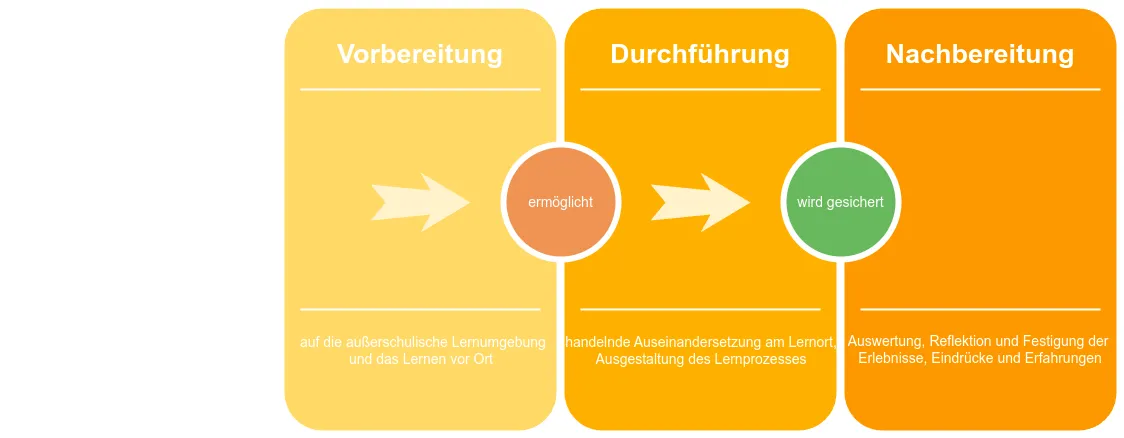 Vorbereitung
auf die außerschulische Lernumgebung
und das Lernen vor Ort
ermöglicht
Durchführung
handelnde Auseinandersetzung am Lernort,
Ausgestaltung des Lernprozesses
wird gesichert
Nachbereitung
Auswertung, Reflektion und Festigung der
Erlebnisse, Eindrücke und Erfahrungen